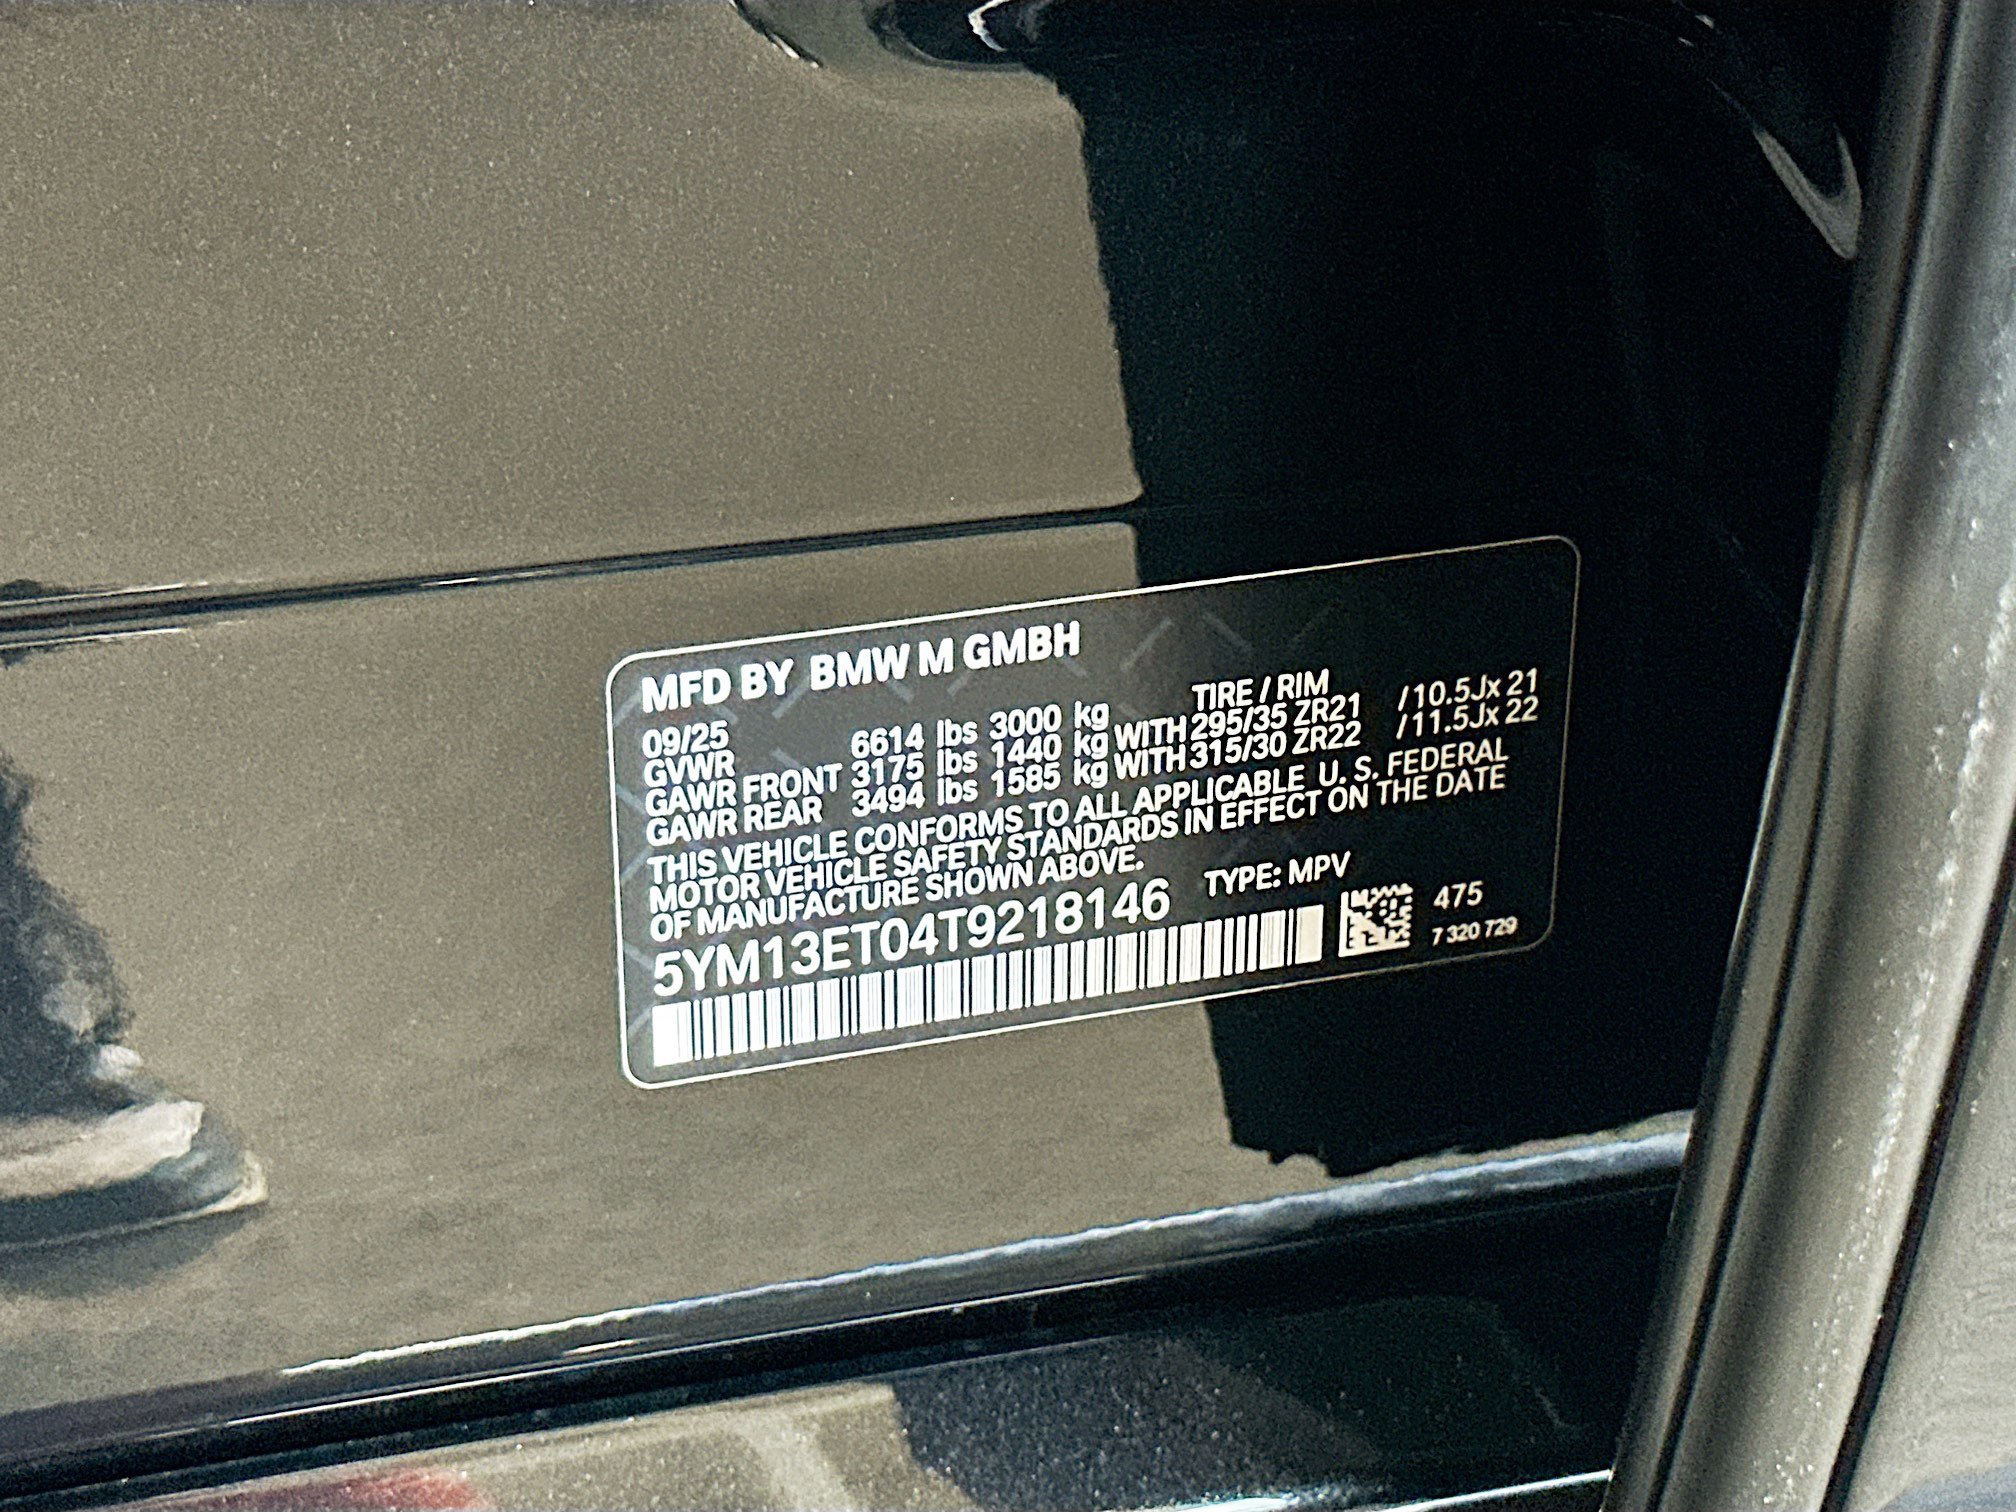 MFD BY BMW M GMBH
TIRE / RIM
09/25
GVWR 6614 lbs 3000 kg
GAWR FRONT 3175 lbs 1440 kg WITH 295/35 ZR21 /10.5Jx 21
GAWR REAR 3494 lbs 1585 kg WITH 315/30 ZR22 /11.5Jx 22
THIS VEHICLE CONFORMS TO ALL APPLICABLE U. S. FEDERAL
MOTOR VEHICLE SAFETY STANDARDS IN EFFECT ON THE DATE
OF MANUFACTURE SHOWN ABOVE.
5YM13ET04T9218146 TYPE: MPV
475
7 320 729